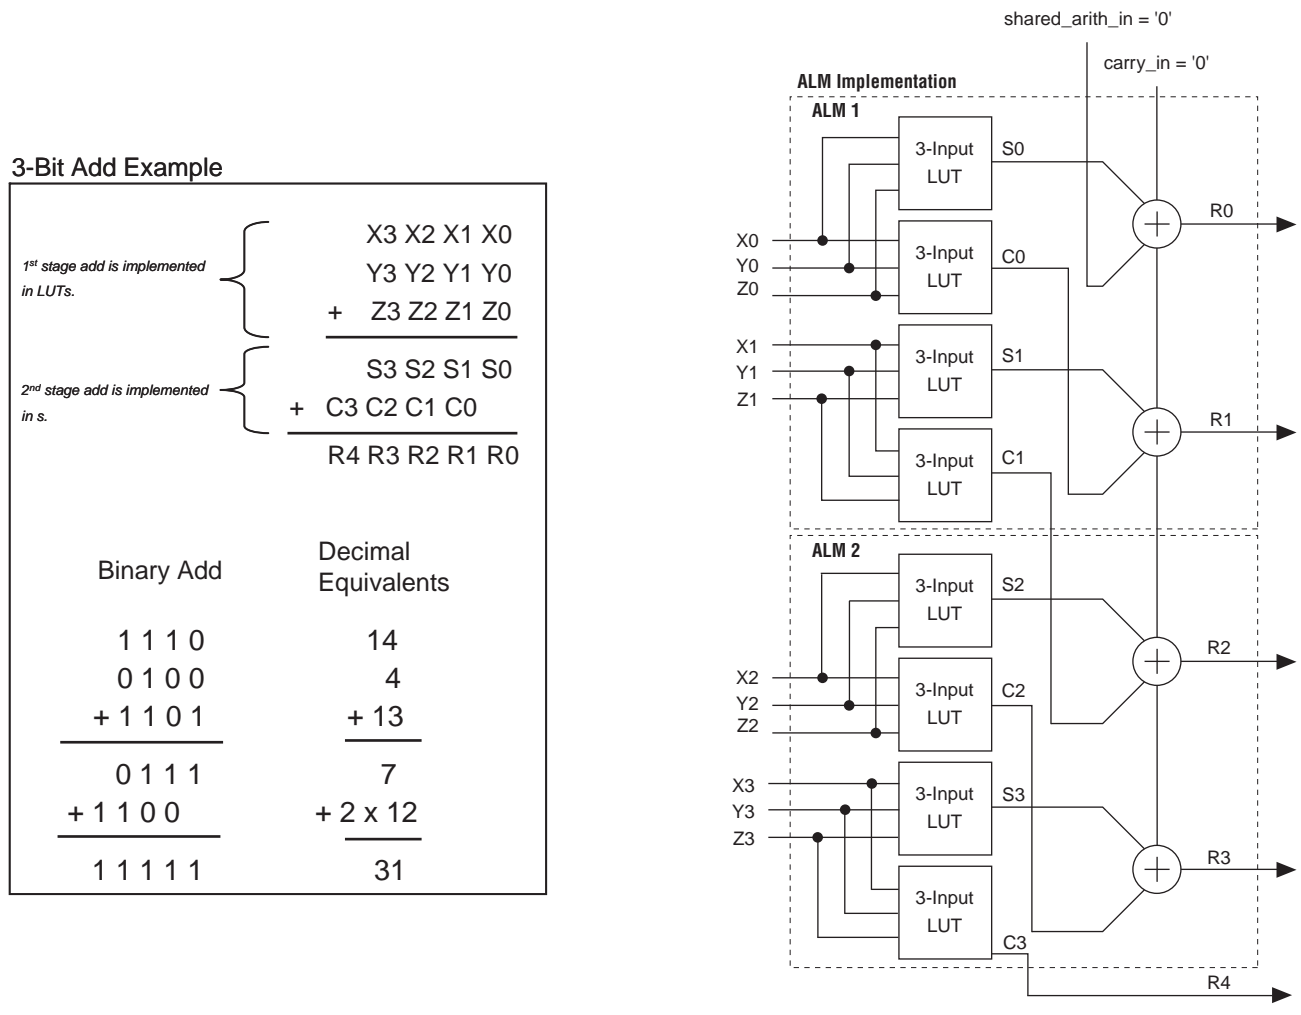 3-Bit Add Example
1st stage add is implemented
in LUTs.
X3 X2 X1 X0
Y3 Y2 Y1 Y0
+ Z3 Z2 Z1 Z0
2nd stage add is implemented
in s.
S3 S2 S1 S0
+ C3 C2 C1 C0
R4 R3 R2 R1 R0
Binary Add
Decimal
Equivalents
1 1 1 0
14
0 1 0 0
4
+ 1 1 0 1
+ 13
0 1 1 1
7
+ 1 1 0 0
+ 2 x 12
1 1 1 1 1
31
shared_arith_in = '0'
carry_in = '0'
ALM Implementation
ALM 1
3-Input
LUT
S0
R0
X0
Y0
Z0
3-Input
LUT
C0
X1
Y1
Z1
3-Input
LUT
S1
R1
3-Input
LUT
C1
ALM 2
3-Input
LUT
S2
R2
X2
Y2
Z2
3-Input
LUT
C2
X3
Y3
Z3
3-Input
LUT
S3
R3
3-Input
LUT
C3
R4